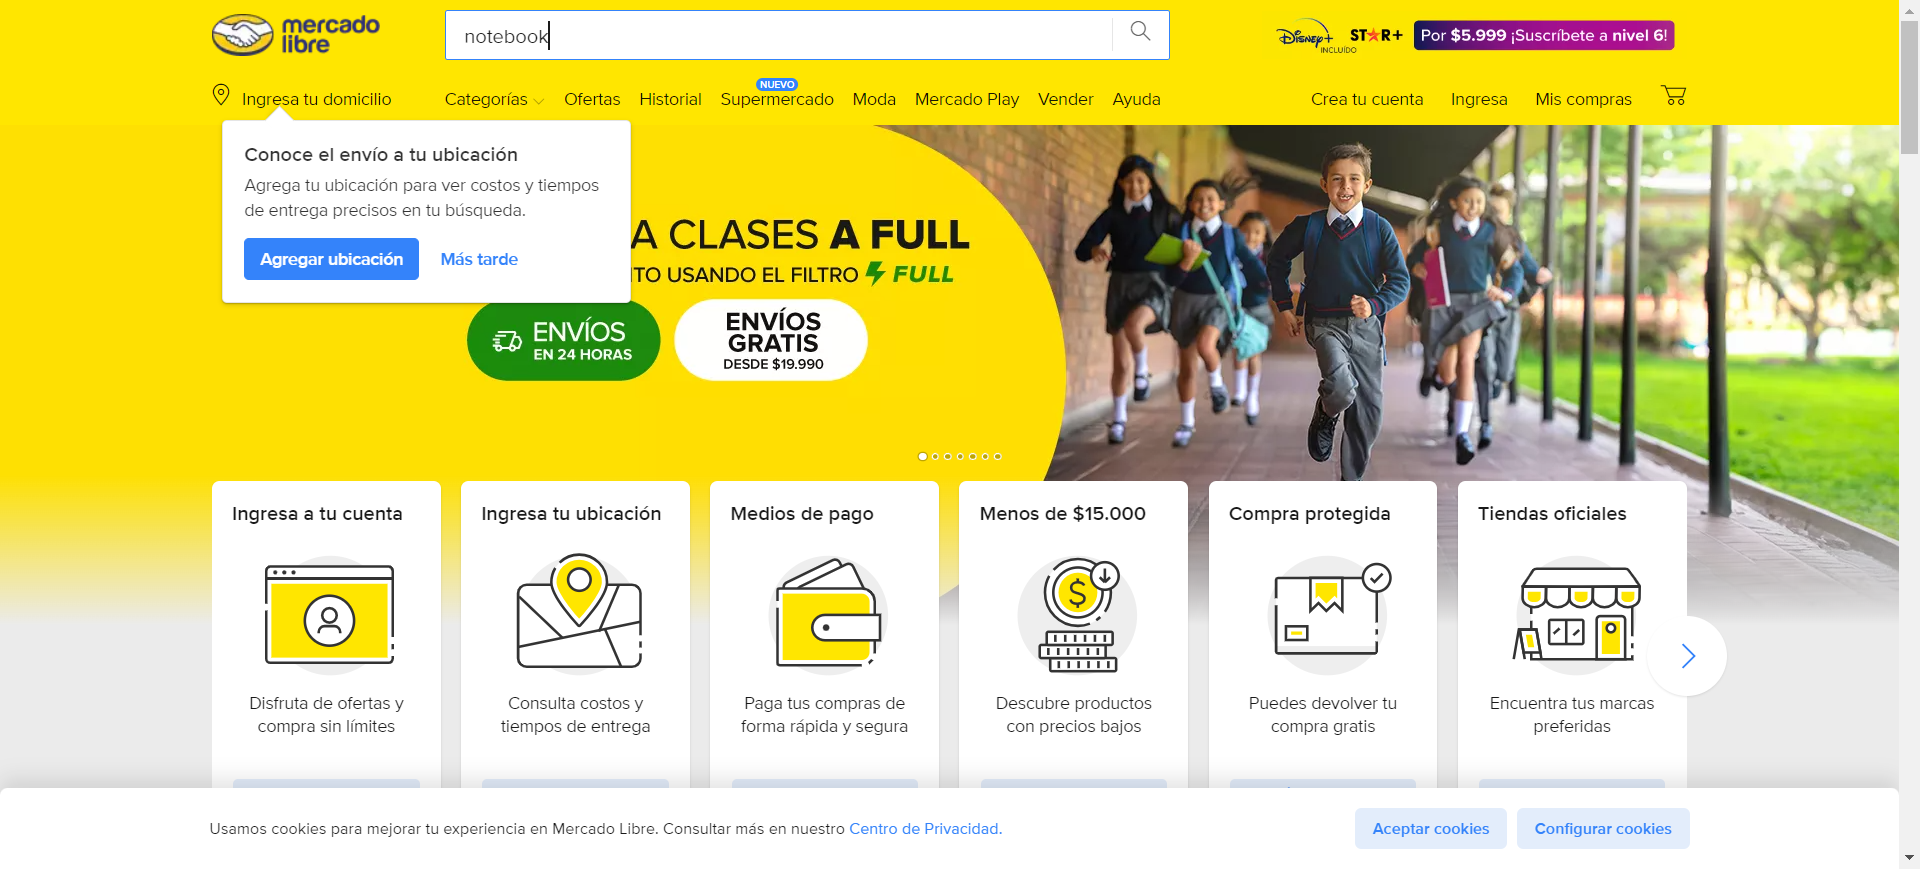 mercado
libre
notebook
Disney+
INCLUÍDO
STAR+
Por $5.999 ¡Suscríbete a nivel 6!
Ingresa tu domicilio
Categorías
Ofertas
Historial
NUEVO
Supermercado
Moda
Mercado Play
Vender
Ayuda
Crea tu cuenta
Ingresa
Mis compras
Conoce el envío a tu ubicación
Agrega tu ubicación para ver costos y tiempos
de entrega precisos en tu búsqueda.
Agregar ubicación
Más tarde
A CLASES A FULL
USANDO EL FILTRO FULL
ENVÍOS
EN 24 HORAS
ENVÍOS
GRATIS
DESDE $19.990
Ingresa a tu cuenta
Disfruta de ofertas y
compra sin límites
Ingresa tu ubicación
Consulta costos y
tiempos de entrega
Medios de pago
Paga tus compras de
forma rápida y segura
Menos de $15.000
$
Descubre productos
con precios bajos
Compra protegida
Puedes devolver tu
compra gratis
Tiendas oficiales
Encuentra tus marcas
preferidas
Usamos cookies para mejorar tu experiencia en Mercado Libre. Consultar más en nuestro Centro de Privacidad.
Aceptar cookies
Configurar cookies